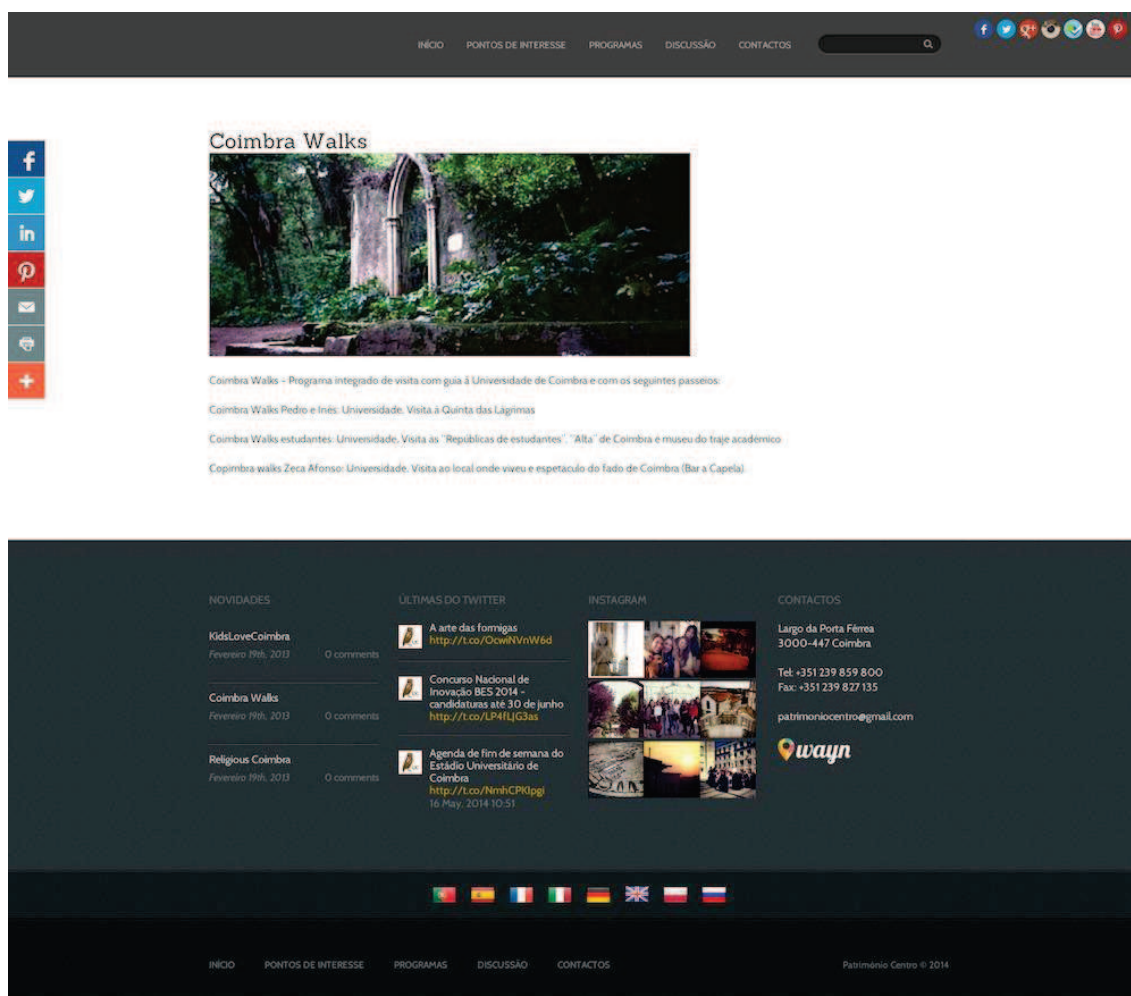 INÍCIO PONTOS DE INTERESSE PROGRAMAS DISCUSSÃO CONTACTOS
Coimbra Walks
Coimbra Walks - Programa integrado de visita com guia á Universidade de Coimbra e com os seguintes passeios:
Coimbra Walks Pedro e Inês: Universidade. Visita à Quinta das Lágrimas
Coimbra Walks estudantes: Universidade. Visita às ¨Repúblicas de estudantes¨. ¨Alta¨ de Coimbra e museu do traje académico
Copimbra walks Zeca Afonso: Universidade. Visita ao local onde viveu e espetaculo do fado de Coimbra (Bar a Capela).
NOVIDADES
KidsLoveCoimbra
Fevereiro 19th, 2013 0 comments
Coimbra Walks
Fevereiro 19th, 2013 0 comments
Religious Coimbra
Fevereiro 19th, 2013 0 comments
ÚLTIMAS DO TWITTER
A arte das formigas
http://t.co/OcwiNVnW6d
Concurso Nacional de
Inovação BES 2014 -
candidaturas até 30 de junho
http://t.co/LP4fLJG3as
Agenda de fim de semana do
Estádio Universitário de
Coimbra
http://t.co/NmhCPKlpgi
16 May, 2014 10:51
INSTAGRAM
CONTACTOS
Largo da Porta Férrea
3000-447 Coimbra
Tel: +351 239 859 800
Fax: +351 239 827 135
patrimoniocentro@gmail.com
wayn
INÍCIO PONTOS DE INTERESSE PROGRAMAS DISCUSSÃO CONTACTOS
Património Centro © 2014